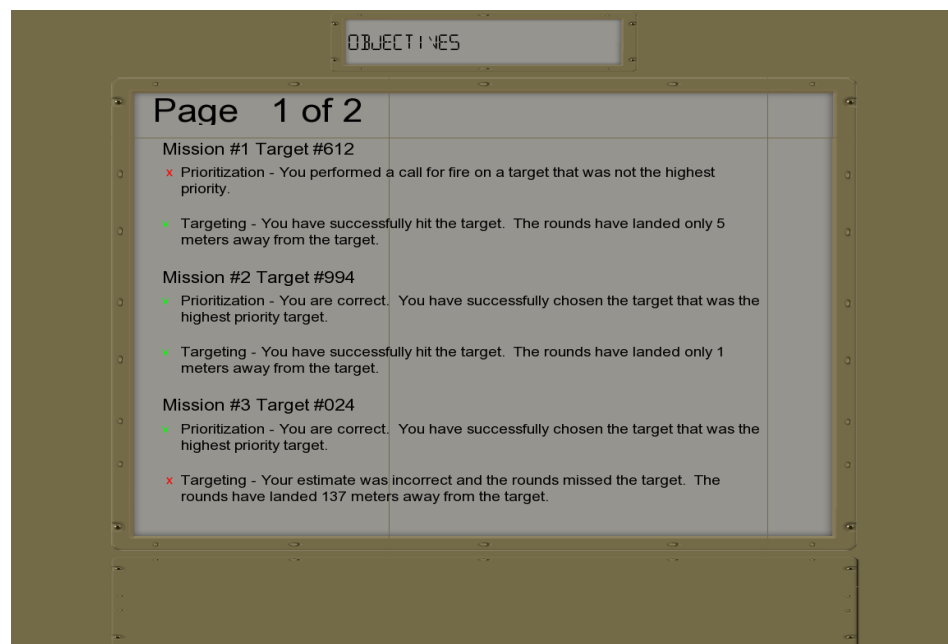 OBJECTIVES
Page 1 of 2
Mission #1 Target #612
x Prioritization - You performed a call for fire on a target that was not the highest
priority.
Targeting - You have successfully hit the target. The rounds have landed only 5
meters away from the target.
Mission #2 Target #994
Prioritization - You are correct. You have successfully chosen the target that was the
highest priority target.
Targeting - You have successfully hit the target. The rounds have landed only 1
meters away from the target.
Mission #3 Target #024
Prioritization - You are correct. You have successfully chosen the target that was the
highest priority target.
x Targeting - Your estimate was incorrect and the rounds missed the target. The
rounds have landed 137 meters away from the target.